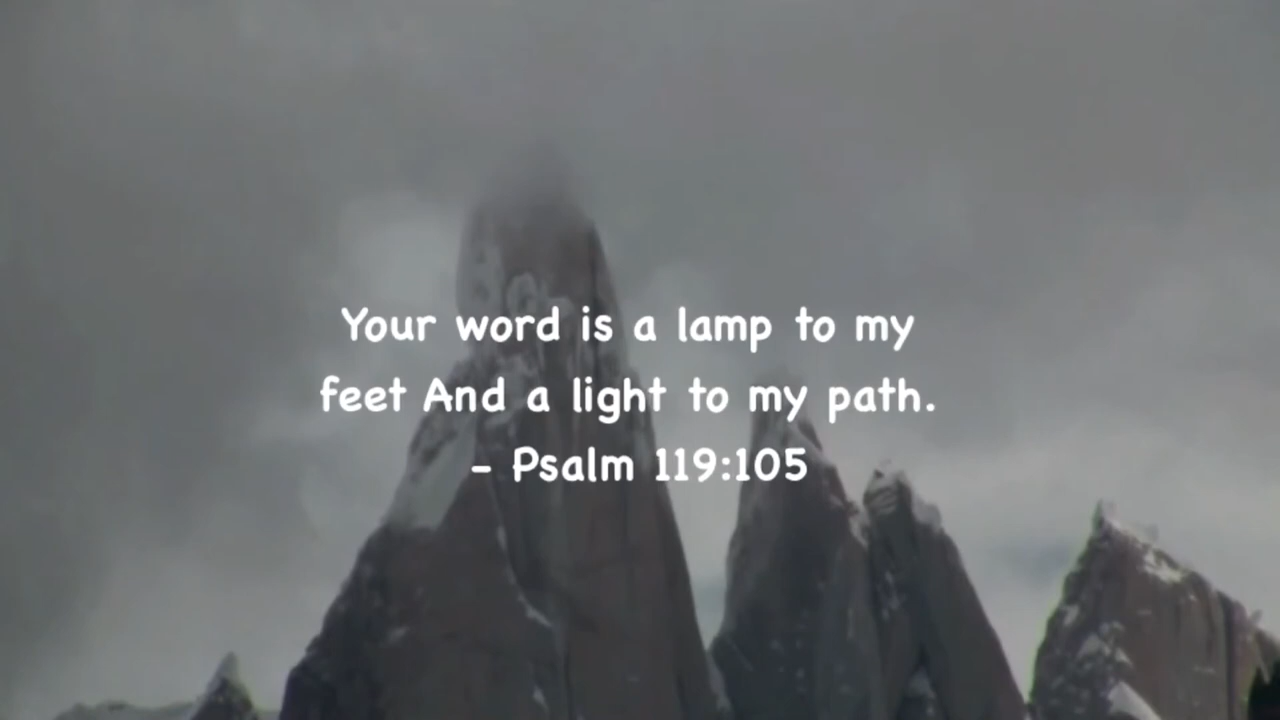 Your word is a lamp to my
feet And a light to my path.
- Psalm 119:105